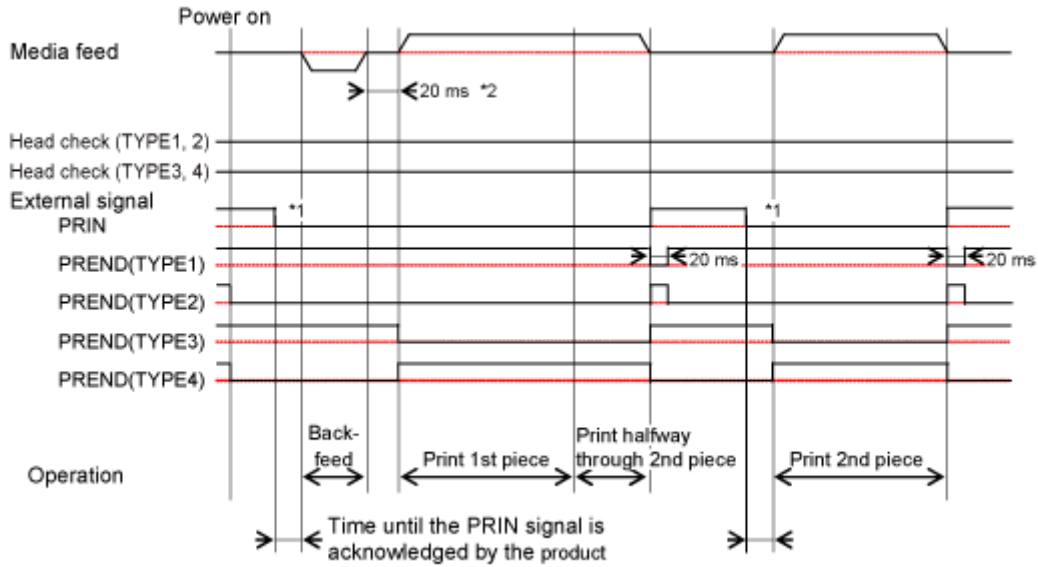 Power on
Media feed
20 ms *2
Head check (TYPE1, 2)
Head check (TYPE3, 4)
External signal
PRIN
*1
*1
PREND(TYPE1)
20 ms
20 ms
PREND(TYPE2)
PREND(TYPE3)
PREND(TYPE4)
Operation
Back-
feed
Print 1st piece
Print halfway
through 2nd piece
Print 2nd piece
Time until the PRIN signal is
acknowledged by the product